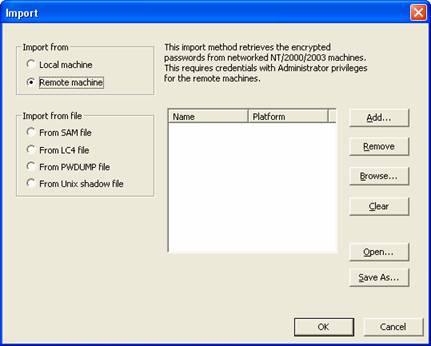 Import
Import from
Local machine
Remote machine
This import method retrieves the encrypted
passwords from networked NT/2000/2003 machines.
This requires credentials with Administrator privileges
for the remote machines.
Import from file
From SAM file
From LC4 file
From PWDUMP file
From Unix shadow file
Name Platform
Add...
Remove
Browse...
Clear
Open...
Save As...
OK Cancel